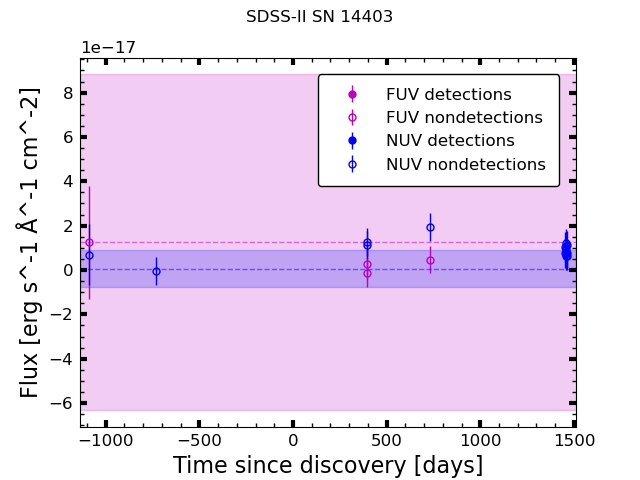 SDSS-II SN 14403
1e−17
8
6
4
2
0
−2
−4
−6
Flux [erg s^-1 Å^-1 cm^-2]
FUV detections
FUV nondetections
NUV detections
NUV nondetections
−1000 −500 0 500 1000 1500
Time since discovery [days]